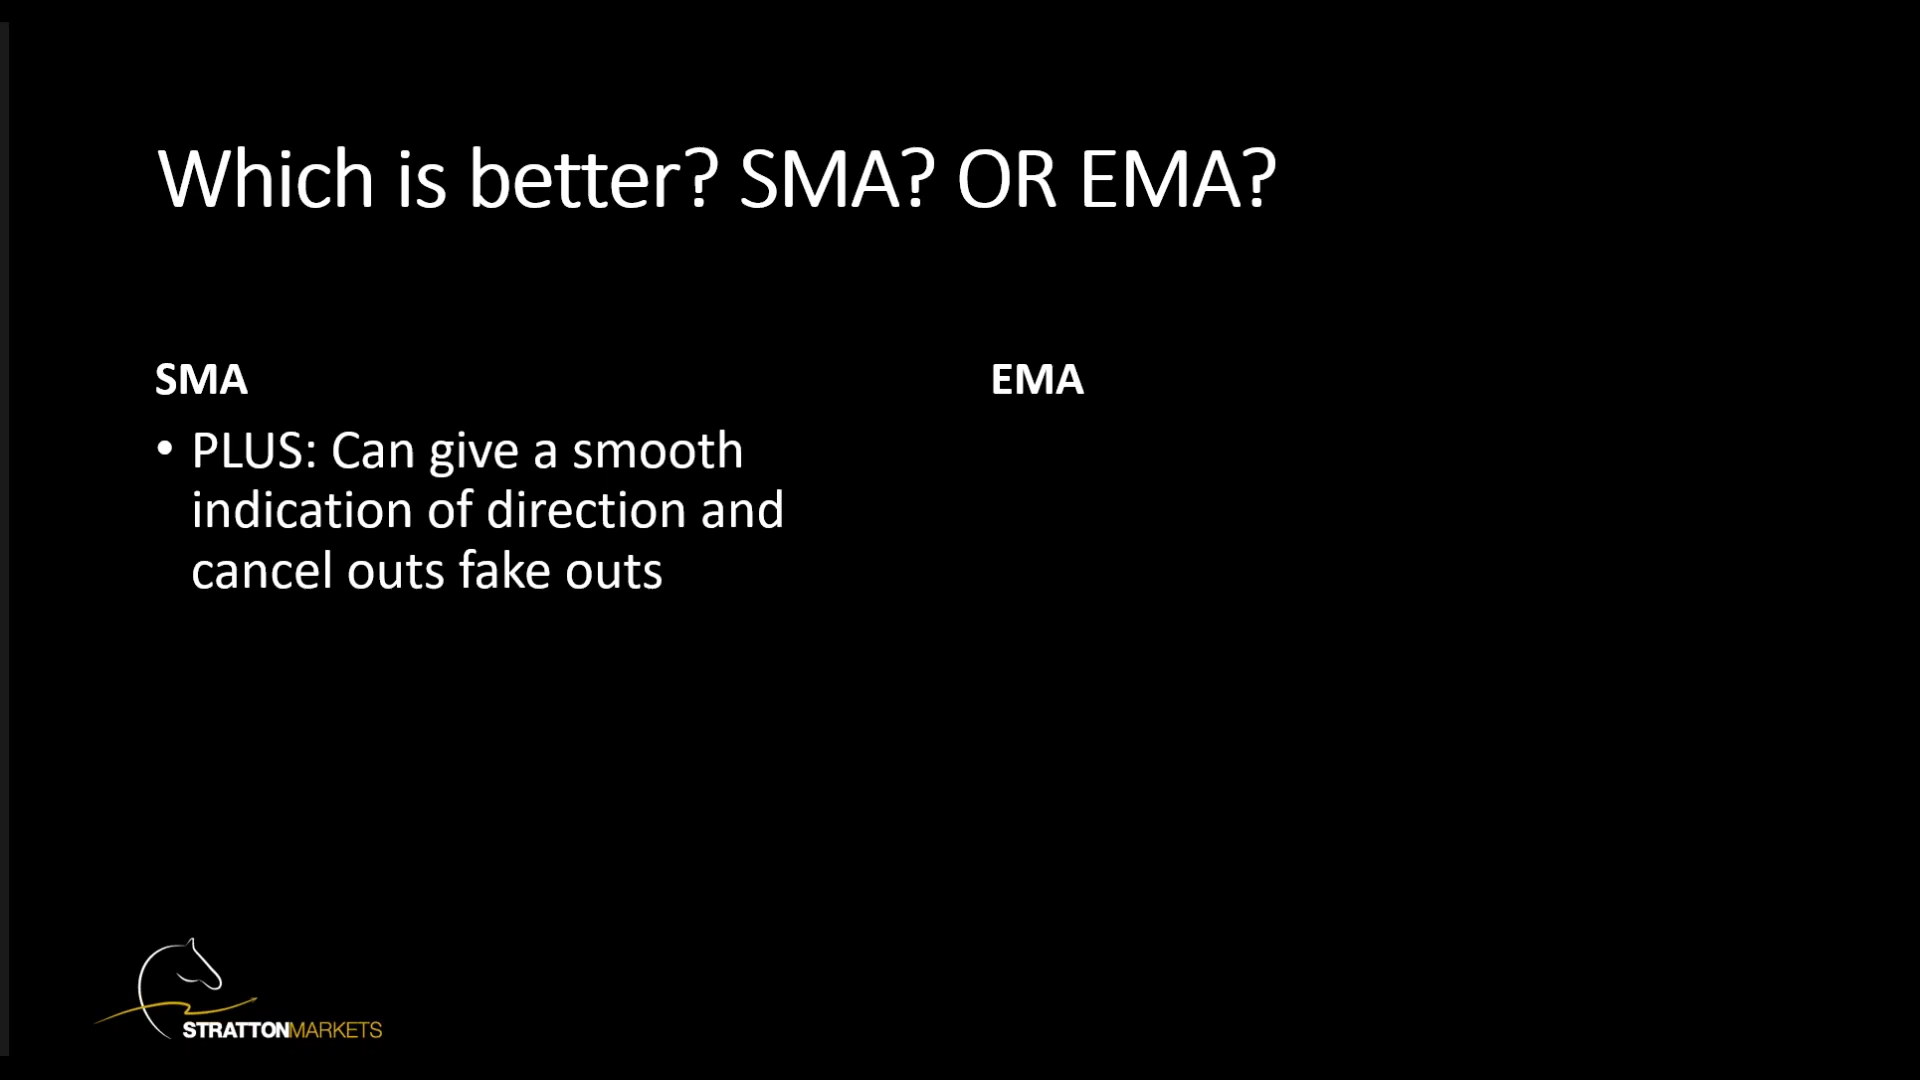 Which is better? SMA? OR EMA?
SMA
• PLUS: Can give a smooth
indication of direction and
cancel outs fake outs
EMA
STRATTONMARKETS